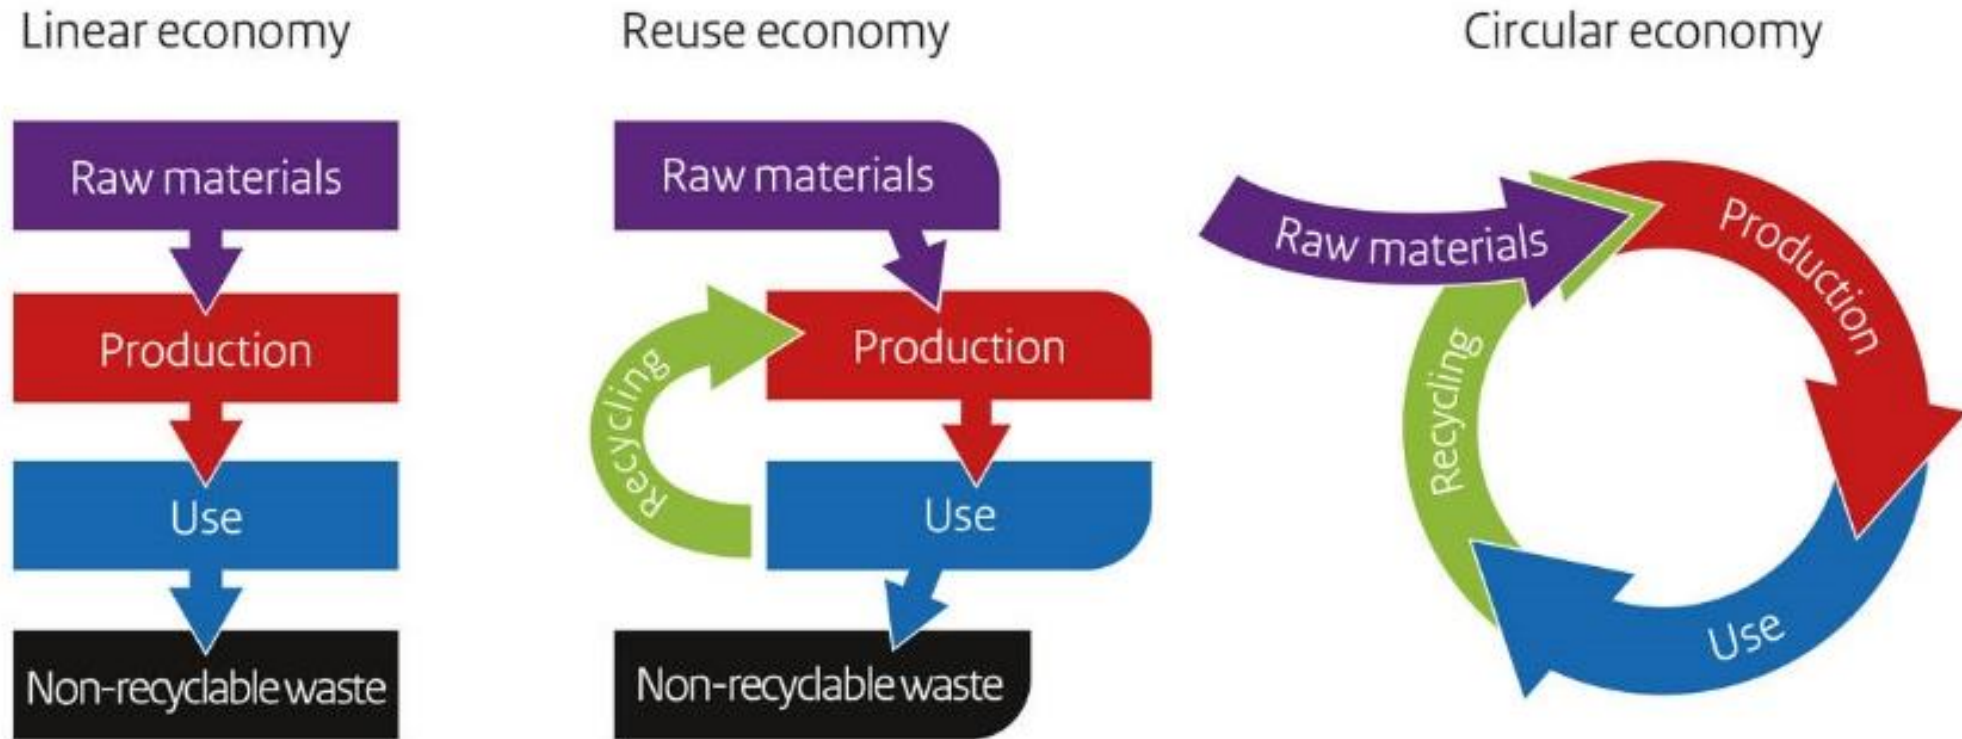 Linear economy
Raw materials
Production
Use
Non-recyclable waste
Reuse economy
Raw materials
Recycling
Production
Use
Non-recyclable waste
Circular economy
Raw materials
Production
Use
Recycling